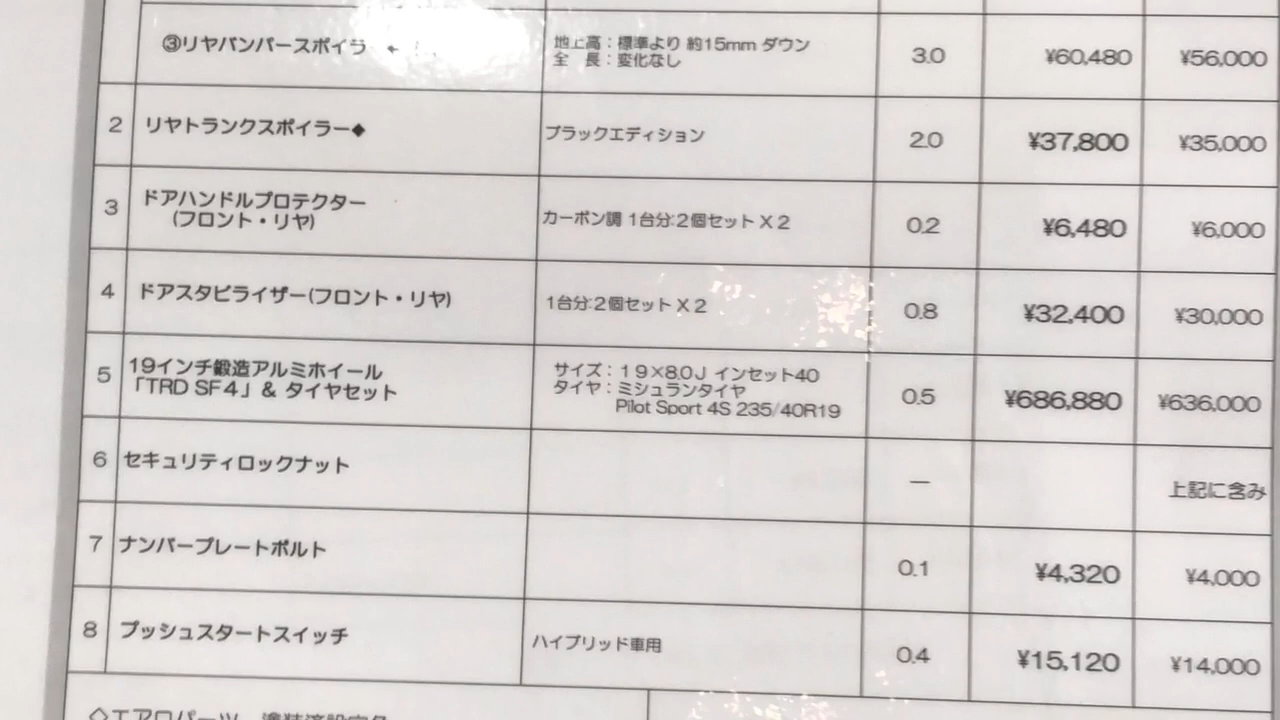 ③リヤバンパースポイラ
地上高：標準より 約15mm ダウン
全　長：変化なし
3.0
¥60,480
¥56,000
2
リヤトランクスポイラー◆
ブラックエディション
2.0
¥37,800
¥35,000
3
ドアハンドルプロテクター
(フロント・リヤ)
カーボン調 1台分:2個セット X 2
0.2
¥6,480
¥6,000
4
ドアスタビライザー(フロント・リヤ)
1台分:2個セット X 2
0.8
¥32,400
¥30,000
5
19インチ鍛造アルミホイール
「TRD SF4」& タイヤセット
サイズ：19×8.0J インセット40
タイヤ：ミシュランタイヤ
Pilot Sport 4S 235/40R19
0.5
¥686,880
¥636,000
6
セキュリティロックナット
—
上記に含み
7
ナンバープレートボルト
0.1
¥4,320
¥4,000
8
プッシュスタートスイッチ
ハイブリッド車用
0.4
¥15,120
¥14,000
◇エアロパーツ